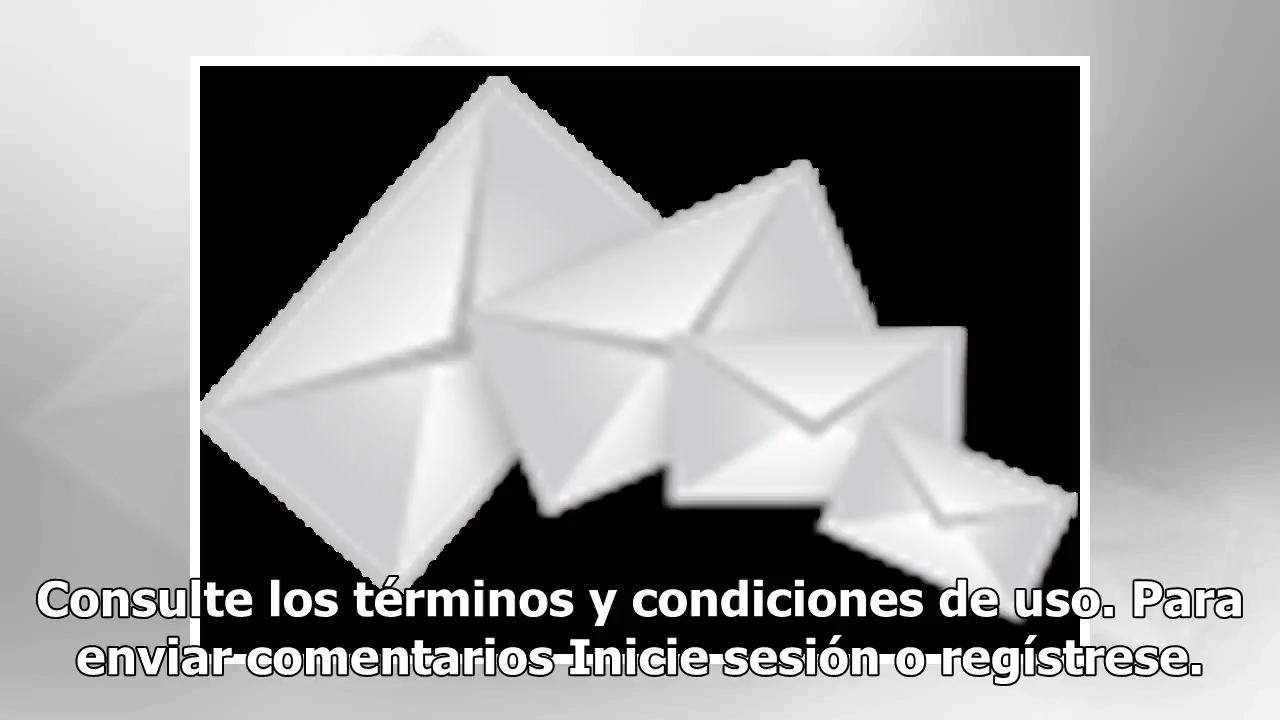 Consulte los términos y condiciones de uso. Para
enviar comentarios Inicie sesión o regístrese.